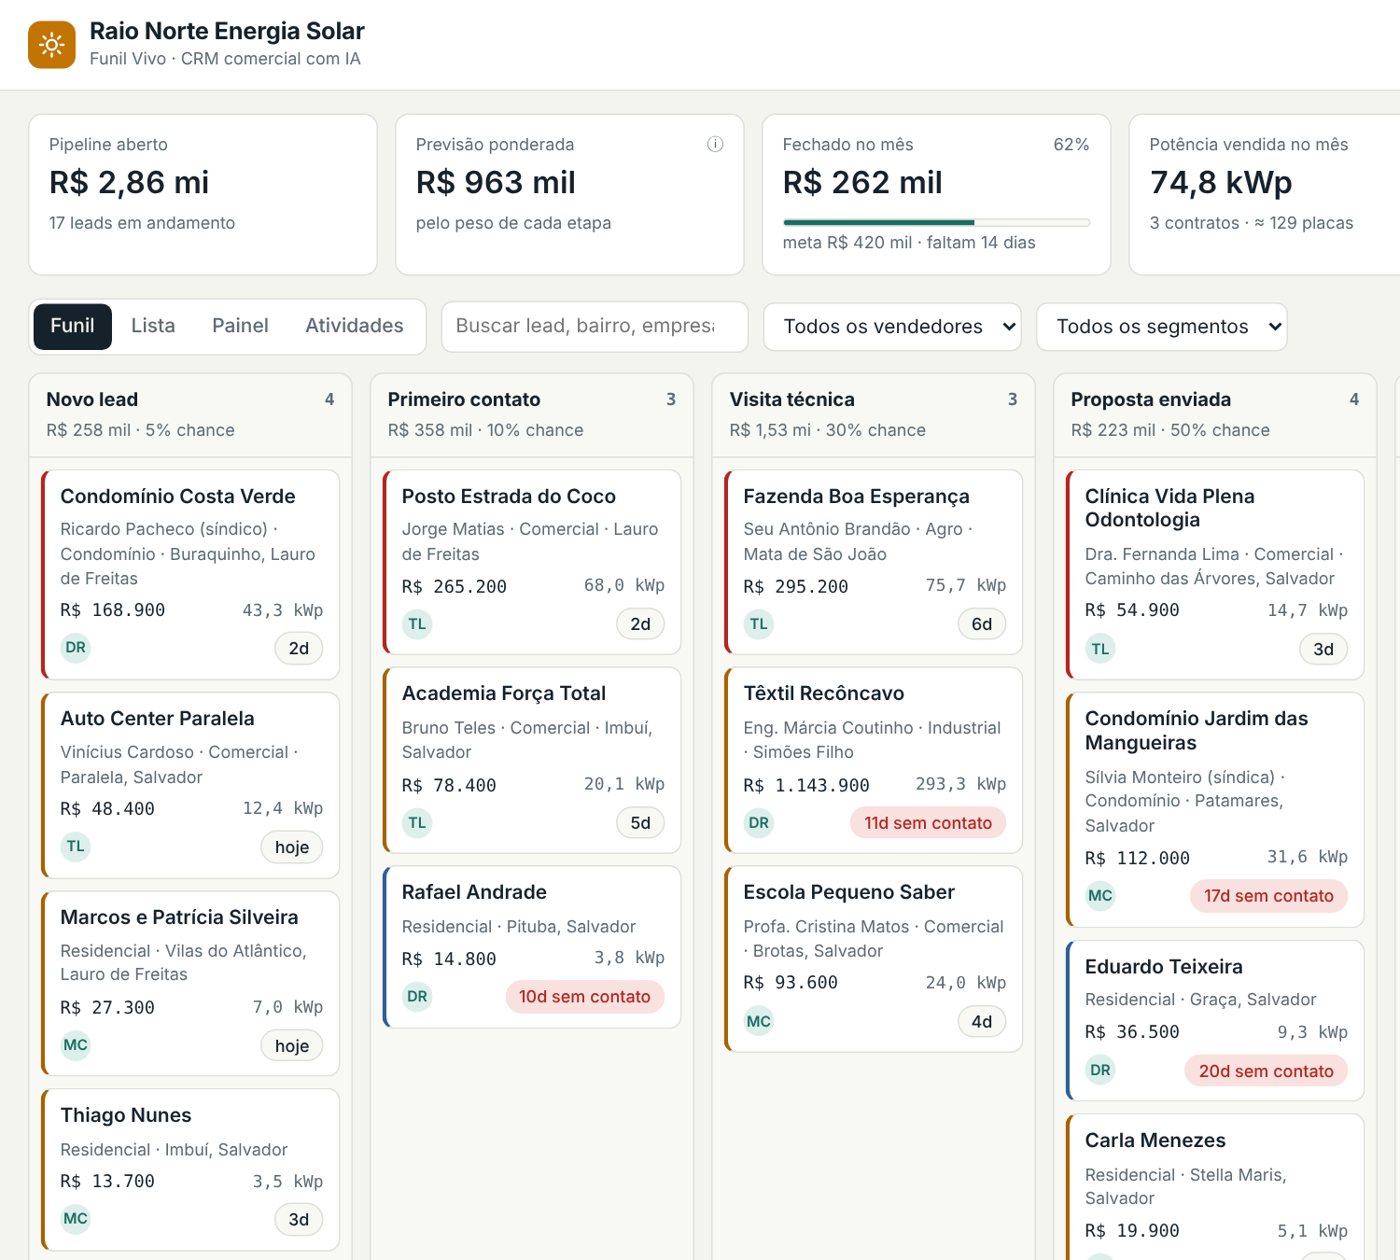 Raio Norte Energia Solar
Funil Vivo · CRM comercial com IA
Pipeline aberto
R$ 2,86 mi
17 leads em andamento
Previsão ponderada
R$ 963 mil
pelo peso de cada etapa
Fechado no mês
62%
R$ 262 mil
meta R$ 420 mil · faltam 14 dias
Potência vendida no mês
74,8 kWp
3 contratos · ≈ 129 placas
Funil
Lista
Painel
Atividades
Buscar lead, bairro, empresa
Todos os vendedores
Todos os segmentos
Novo lead
4
R$ 258 mil · 5% chance
Condomínio Costa Verde
Ricardo Pacheco (síndico) ·
Condomínio · Buraquinho, Lauro
de Freitas
R$ 168.900
43,3 kWp
DR
2d
Auto Center Paralela
Vinícius Cardoso · Comercial ·
Paralela, Salvador
R$ 48.400
12,4 kWp
TL
hoje
Marcos e Patrícia Silveira
Residencial · Vilas do Atlântico,
Lauro de Freitas
R$ 27.300
7,0 kWp
MC
hoje
Thiago Nunes
Residencial · Imbuí, Salvador
R$ 13.700
3,5 kWp
MC
3d
Primeiro contato
3
R$ 358 mil · 10% chance
Posto Estrada do Coco
Jorge Matias · Comercial · Lauro
de Freitas
R$ 265.200
68,0 kWp
TL
2d
Academia Força Total
Bruno Teles · Comercial · Imbuí,
Salvador
R$ 78.400
20,1 kWp
TL
5d
Rafael Andrade
Residencial · Pituba, Salvador
R$ 14.800
3,8 kWp
DR
10d sem contato
Visita técnica
3
R$ 1,53 mi · 30% chance
Fazenda Boa Esperança
Seu Antônio Brandão · Agro ·
Mata de São João
R$ 295.200
75,7 kWp
TL
6d
Têxtil Recôncavo
Eng. Márcia Coutinho · Industrial
· Simões Filho
R$ 1.143.900
293,3 kWp
DR
11d sem contato
Escola Pequeno Saber
Profa. Cristina Matos · Comercial
· Brotas, Salvador
R$ 93.600
24,0 kWp
MC
4d
Proposta enviada
4
R$ 223 mil · 50% chance
Clínica Vida Plena
Odontologia
Dra. Fernanda Lima · Comercial ·
Caminho das Árvores, Salvador
R$ 54.900
14,7 kWp
TL
3d
Condomínio Jardim das
Mangueiras
Sílvia Monteiro (síndica) ·
Condomínio · Patamares,
Salvador
R$ 112.000
31,6 kWp
MC
17d sem contato
Eduardo Teixeira
Residencial · Graça, Salvador
R$ 36.500
9,3 kWp
DR
20d sem contato
Carla Menezes
Residencial · Stella Maris,
Salvador
R$ 19.900
5,1 kWp